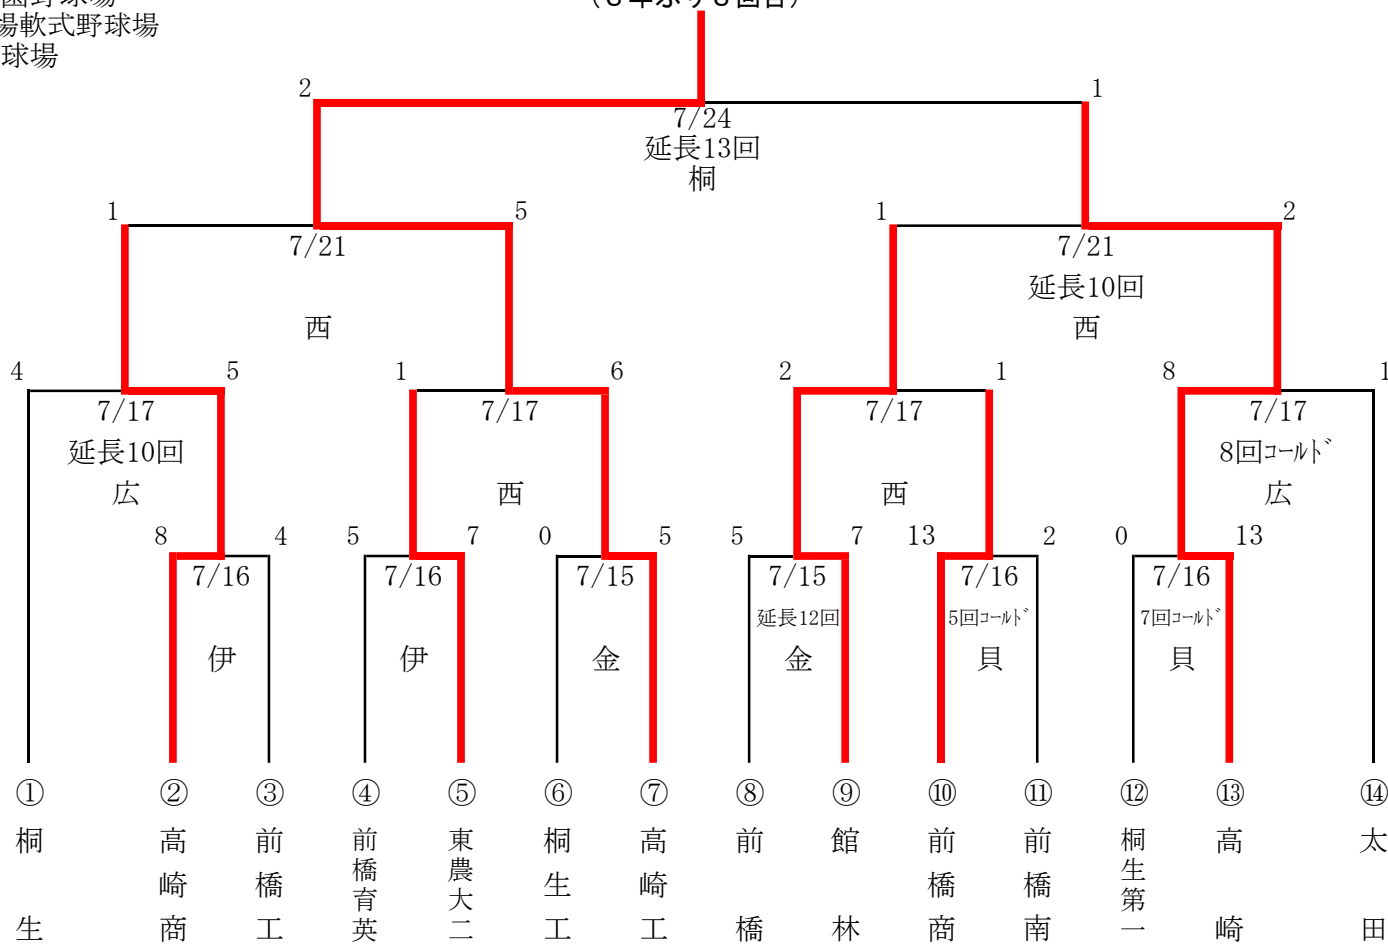 場軟式野球場
球場
2
1
7/24
延長13回
桐
1
5
1
2
7/21
7/21
延長10回
西
西
4
5
1
6
2
1
8
1
7/17
7/17
7/17
7/17
延長10回
8回ｺｰﾙﾄﾞ
広
西
西
広
8
4
5
7
0
5
5
7
13
2
0
13
7/16
7/16
7/15
7/15
7/16
7/16
延長12回
5回ｺｰﾙﾄﾞ
7回ｺｰﾙﾄﾞ
伊
伊
金
金
貝
貝
①
②
③
④
⑤
⑥
⑦
⑧
⑨
⑩
⑪
⑫
⑬
⑭
桐生
高崎商
前橋工
前橋育英
東農大二
桐生工
高崎工
前橋
館林
前橋商
前橋南
桐生第一
高崎
太田